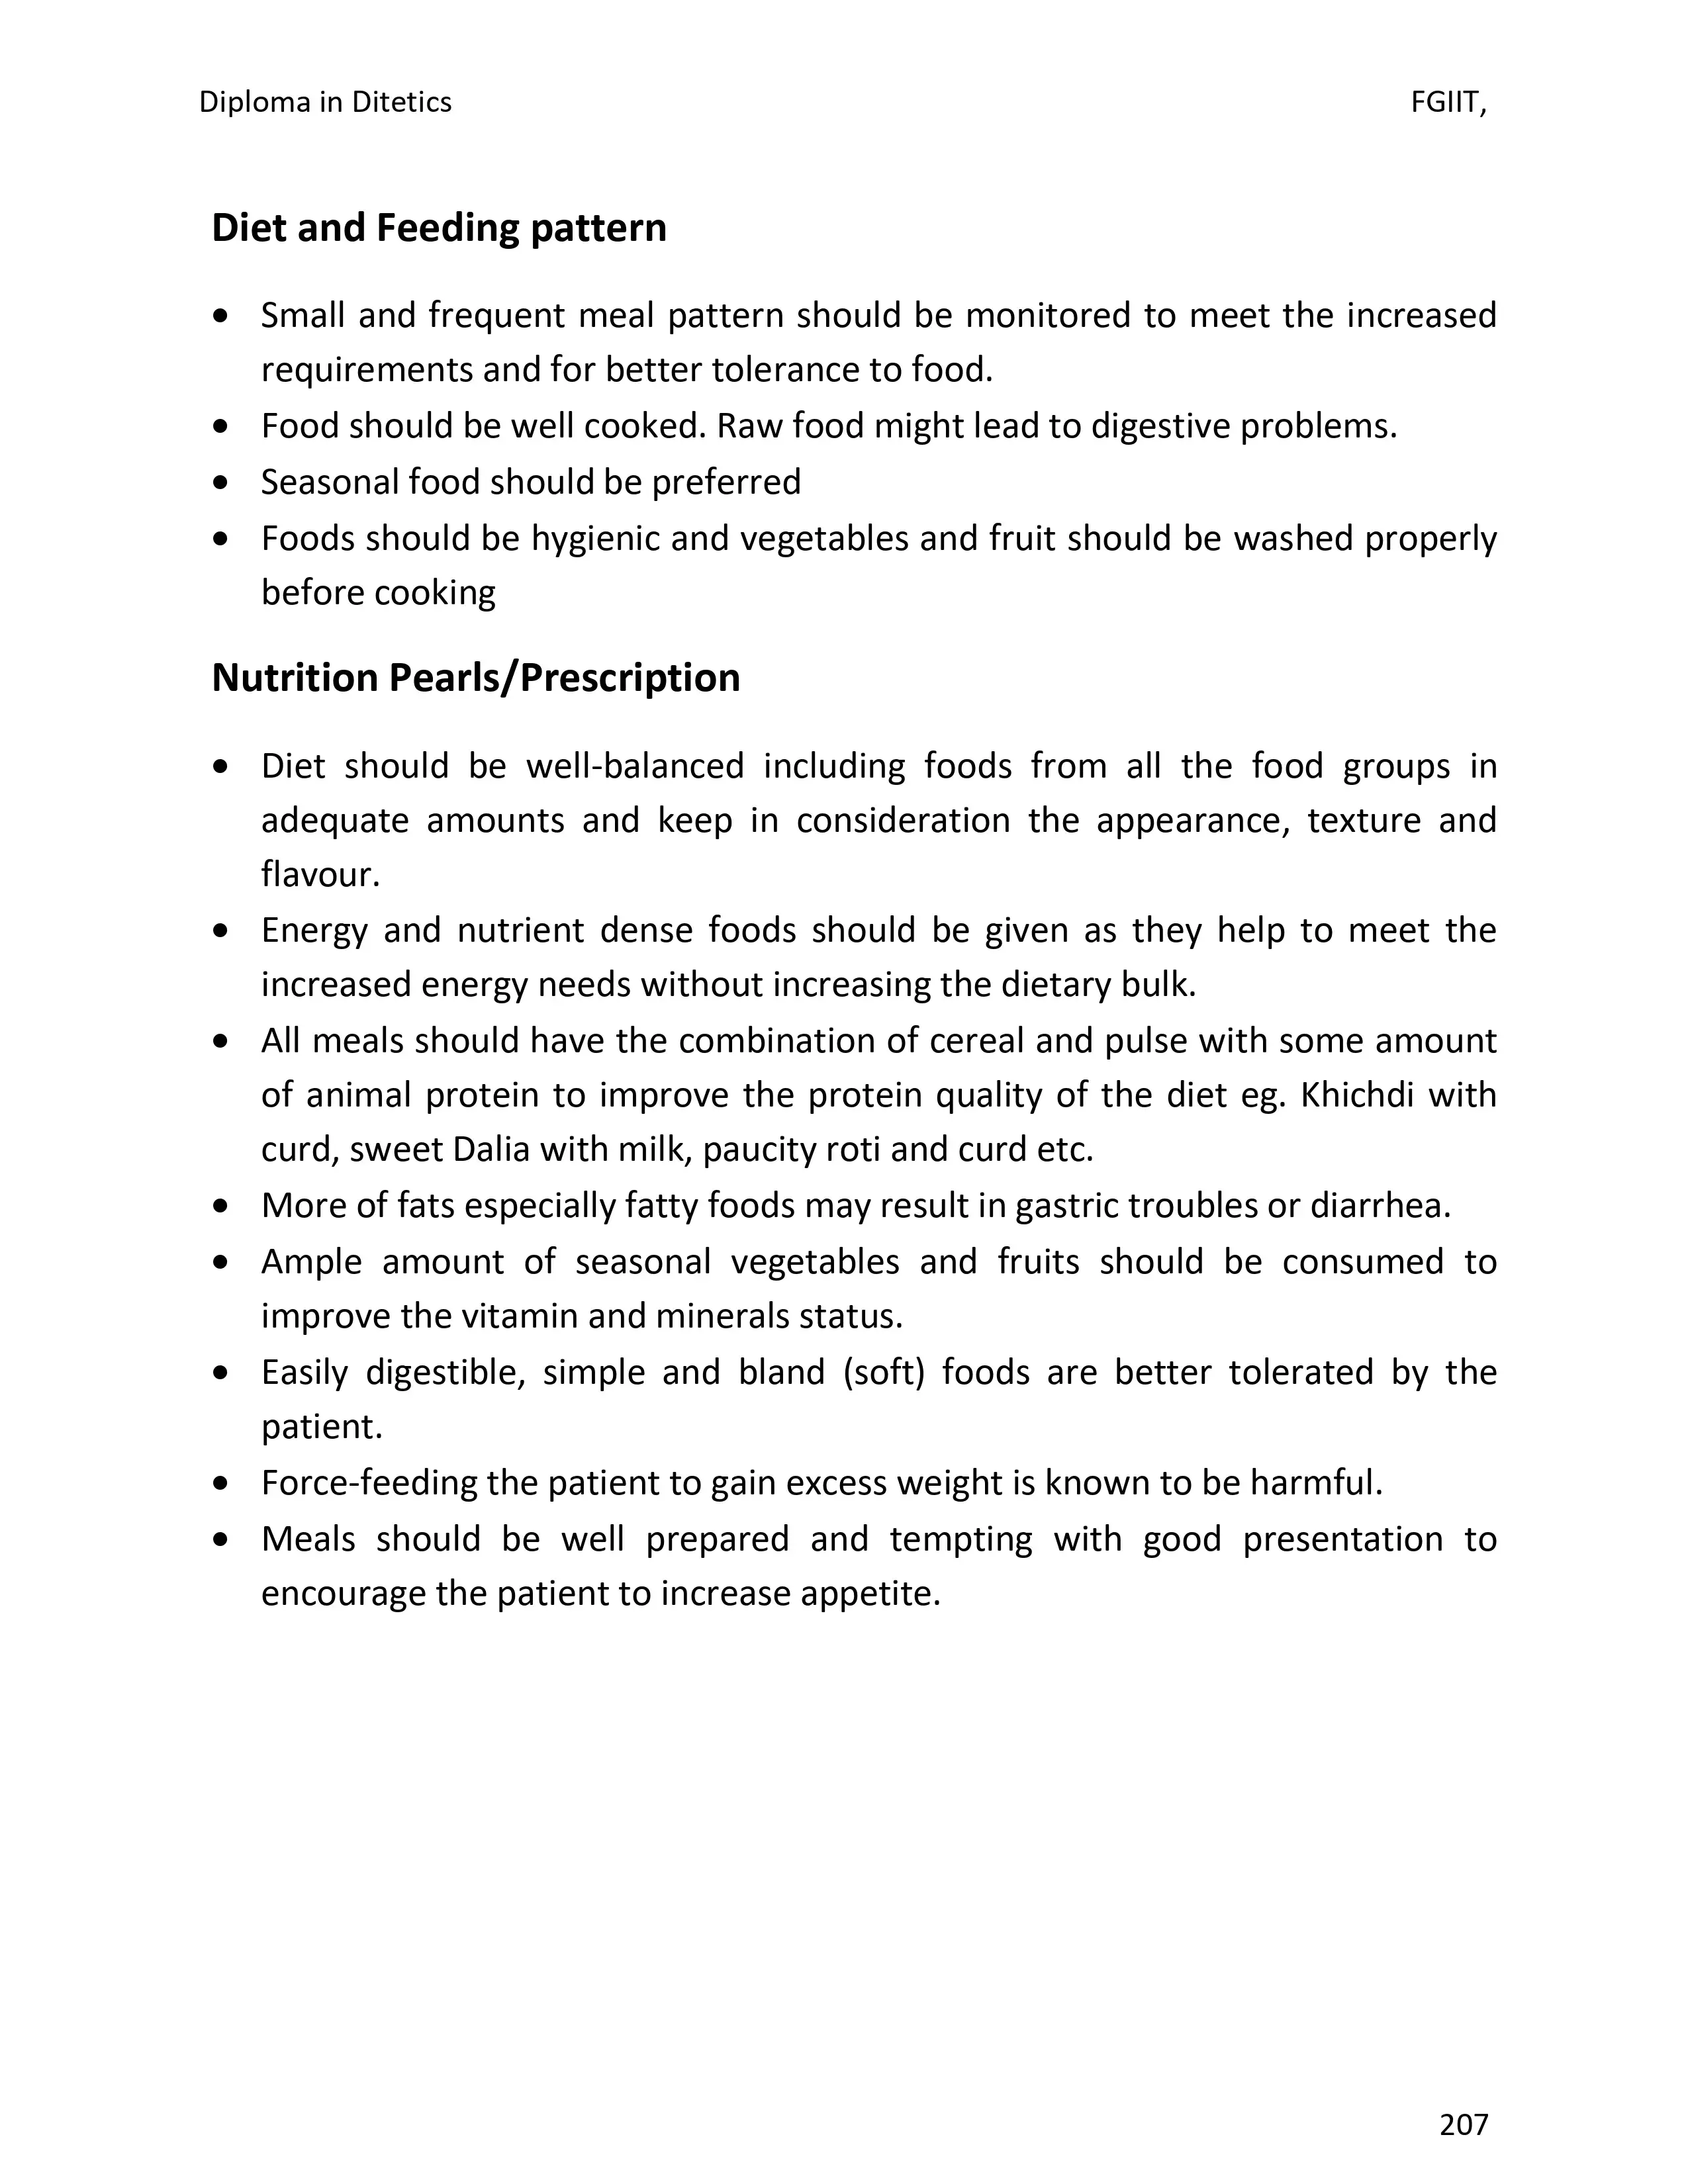 Diploma in Ditetics FGIIT,
Diet and Feeding pattern
• Small and frequent meal pattern should be monitored to meet the increased
requirements and for better tolerance to food.
• Food should be well cooked. Raw food might lead to digestive problems.
• Seasonal food should be preferred
• Foods should be hygienic and vegetables and fruit should be washed properly
before cooking
Nutrition Pearls/Prescription
• Diet should be well-balanced including foods from all the food groups in
adequate amounts and keep in consideration the appearance, texture and
flavour.
• Energy and nutrient dense foods should be given as they help to meet the
increased energy needs without increasing the dietary bulk.
• All meals should have the combination of cereal and pulse with some amount
of animal protein to improve the protein quality of the diet eg. Khichdi with
curd, sweet Dalia with milk, paucity roti and curd etc.
• More of fats especially fatty foods may result in gastric troubles or diarrhea.
• Ample amount of seasonal vegetables and fruits should be consumed to
improve the vitamin and minerals status.
• Easily digestible, simple and bland (soft) foods are better tolerated by the
patient.
• Force-feeding the patient to gain excess weight is known to be harmful.
• Meals should be well prepared and tempting with good presentation to
encourage the patient to increase appetite.
207